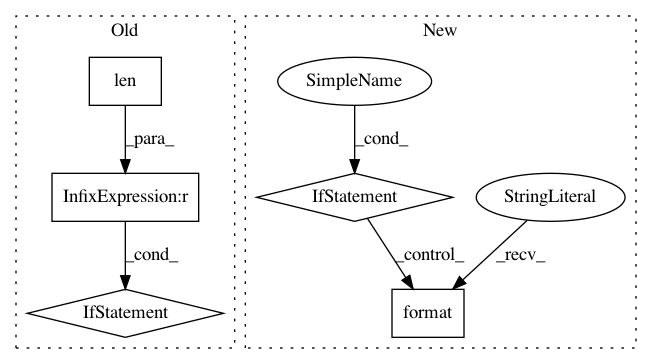 Old
New
len
SimpleName
_para_
_cond_
InfixExpression:r
IfStatement
StringLiteral
_cond_
_control_
_recv_
IfStatement
format